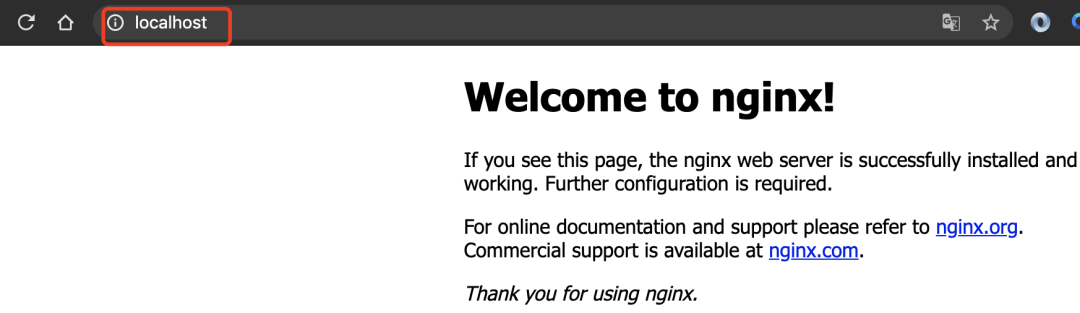 localhost
Welcome to nginx!
If you see this page, the nginx web server is successfully installed and
working. Further configuration is required.
For online documentation and support please refer to nginx.org.
Commercial support is available at nginx.com.
Thank you for using nginx.